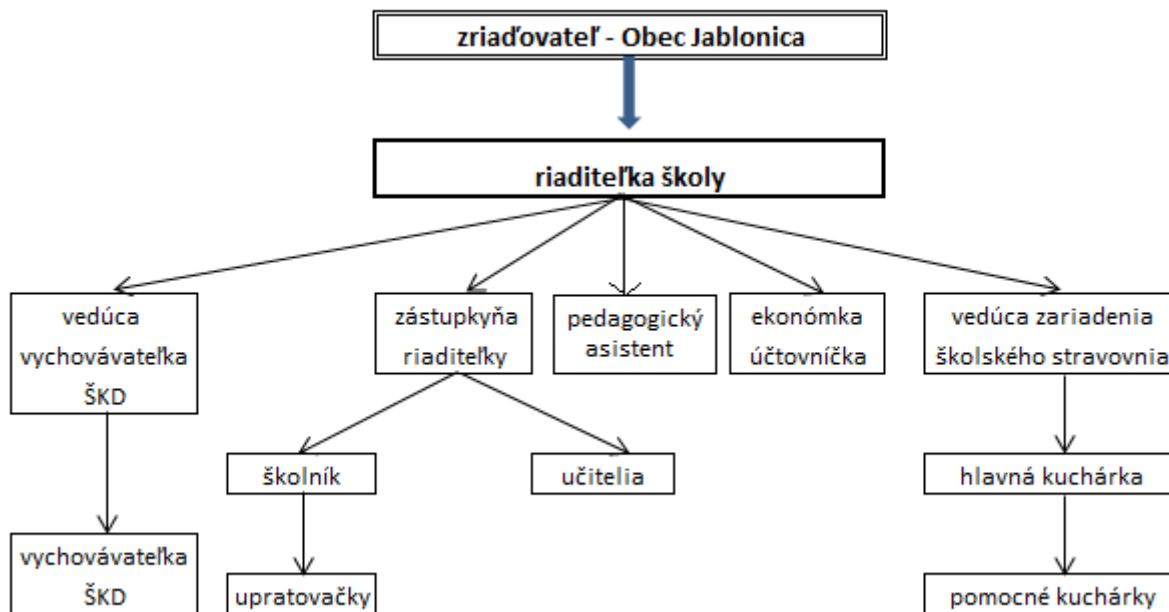 zriaďovateľ - Obec Jablonica
riaditeľka školy
vedúca
vychovávateľka
ŠKD
zástupkyňa
riaditeľky
pedagogický
asistent
ekonómka
účtovníčka
vedúca zariadenia
školského stravovnia
školník
učitelia
hlavná kuchárka
vychovávateľka
ŠKD
upratovačky
pomocné kuchárky